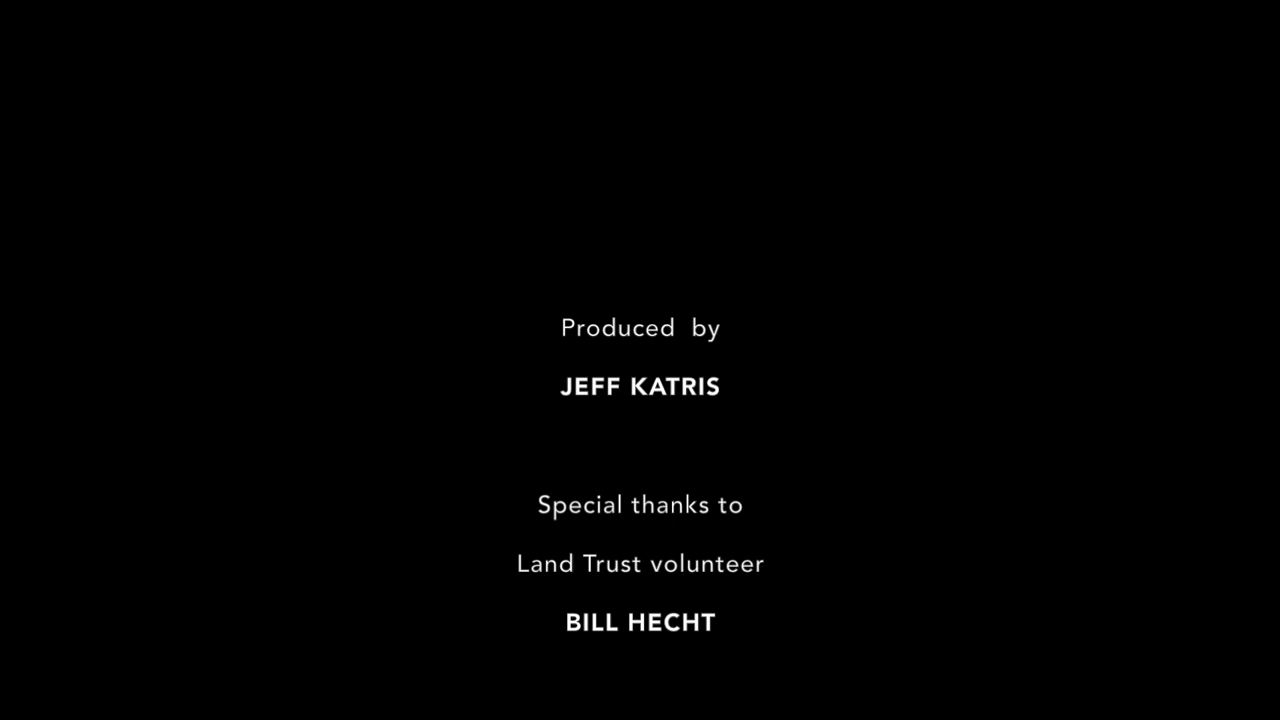 Produced  by
JEFF KATRIS
Special thanks to
Land Trust volunteer
BILL HECHT